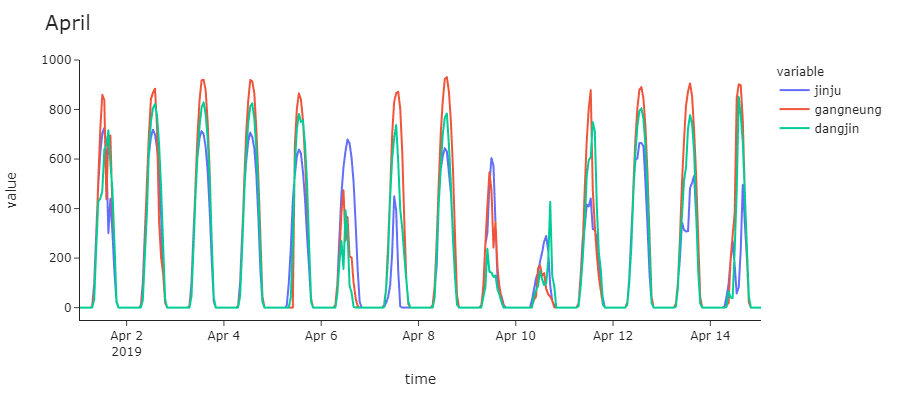 April
1000
800
600
400
200
0
value
Apr 2
2019
Apr 4
Apr 6
Apr 8
Apr 10
Apr 12
Apr 14
time
variable
jinju
gangneung
dangjin